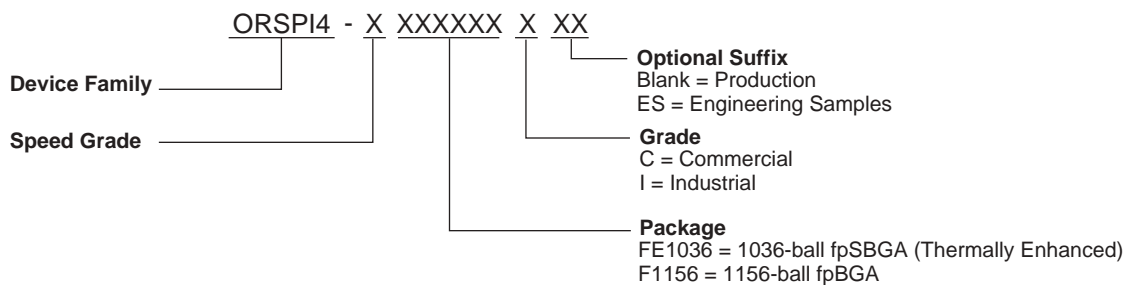 ORSPI4 - X XXXXXX X XX
Device Family
Speed Grade
Optional Suffix
Blank = Production
ES = Engineering Samples
Grade
C = Commercial
I = Industrial
Package
FE1036 = 1036-ball fpSBGA (Thermally Enhanced)
F1156 = 1156-ball fpBGA